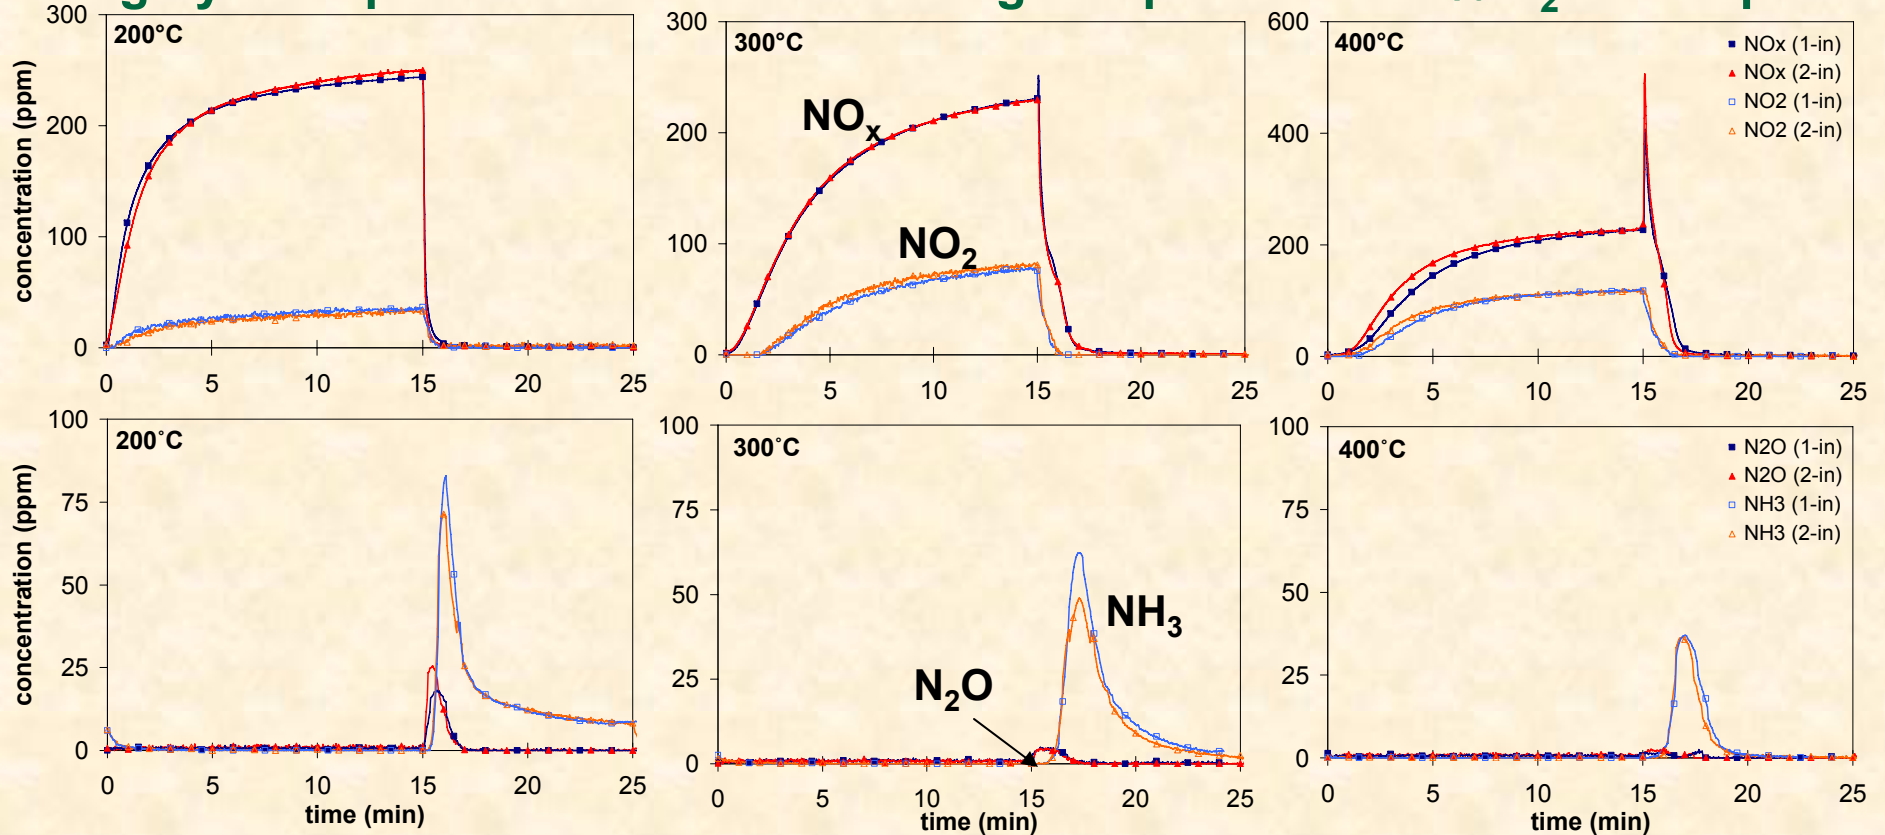 300
200
100
0
concentration (ppm)
200°C
0 5 10 15 20 25
300
200
100
0
300°C
NOx
NO2
0 5 10 15 20 25
600
400
200
0
400°C
NOx (1-in)
NOx (2-in)
NO2 (1-in)
NO2 (2-in)
0 5 10 15 20 25
100
75
50
25
0
concentration (ppm)
200°C
0 5 10 15 20 25
time (min)
100
75
50
25
0
300°C
NH3
N2O
0 5 10 15 20 25
time (min)
100
75
50
25
0
400°C
N2O (1-in)
N2O (2-in)
NH3 (1-in)
NH3 (2-in)
0 5 10 15 20 25
time (min)